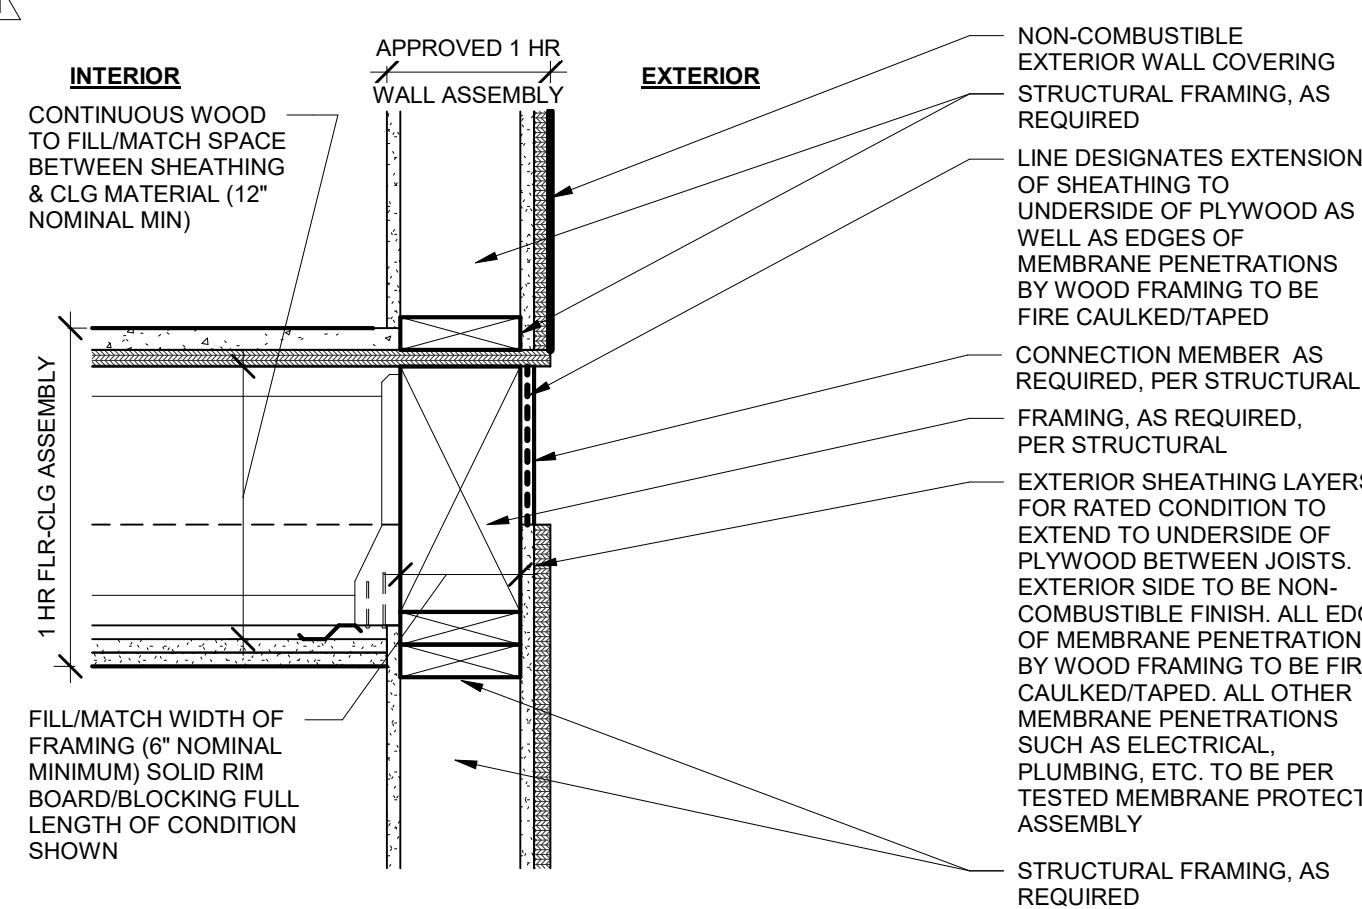 APPROVED 1 HR
WALL ASSEMBLY
INTERIOR
EXTERIOR
CONTINUOUS WOOD
TO FILL/MATCH SPACE
BETWEEN SHEATHING
& CLG MATERIAL (12"
NOMINAL MIN)
1 HR FLR-CLG ASSEMBLY
FILL/MATCH WIDTH OF
FRAMING (6" NOMINAL
MINIMUM) SOLID RIM
BOARD/BLOCKING FULL
LENGTH OF CONDITION
SHOWN
NON-COMBUSTIBLE
EXTERIOR WALL COVERING
STRUCTURAL FRAMING, AS
REQUIRED
LINE DESIGNATES EXTENSION
OF SHEATHING TO
UNDERSIDE OF PLYWOOD AS
WELL AS EDGES OF
MEMBRANE PENETRATIONS
BY WOOD FRAMING TO BE
FIRE CAULKED/TAPED
CONNECTION MEMBER AS
REQUIRED, PER STRUCTURAL
FRAMING, AS REQUIRED,
PER STRUCTURAL
EXTERIOR SHEATHING LAYERS
FOR RATED CONDITION TO
EXTEND TO UNDERSIDE OF
PLYWOOD BETWEEN JOISTS.
EXTERIOR SIDE TO BE NON-
COMBUSTIBLE FINISH. ALL
OF MEMBRANE PENETRATION
BY WOOD FRAMING TO BE
CAULKED/TAPED. ALL OTHER
MEMBRANE PENETRATIONS
SUCH AS ELECTRICAL,
PLUMBING, ETC. TO BE PER
TESTED MEMBRANE PROTECT
ASSEMBLY
STRUCTURAL FRAMING, AS
REQUIRED